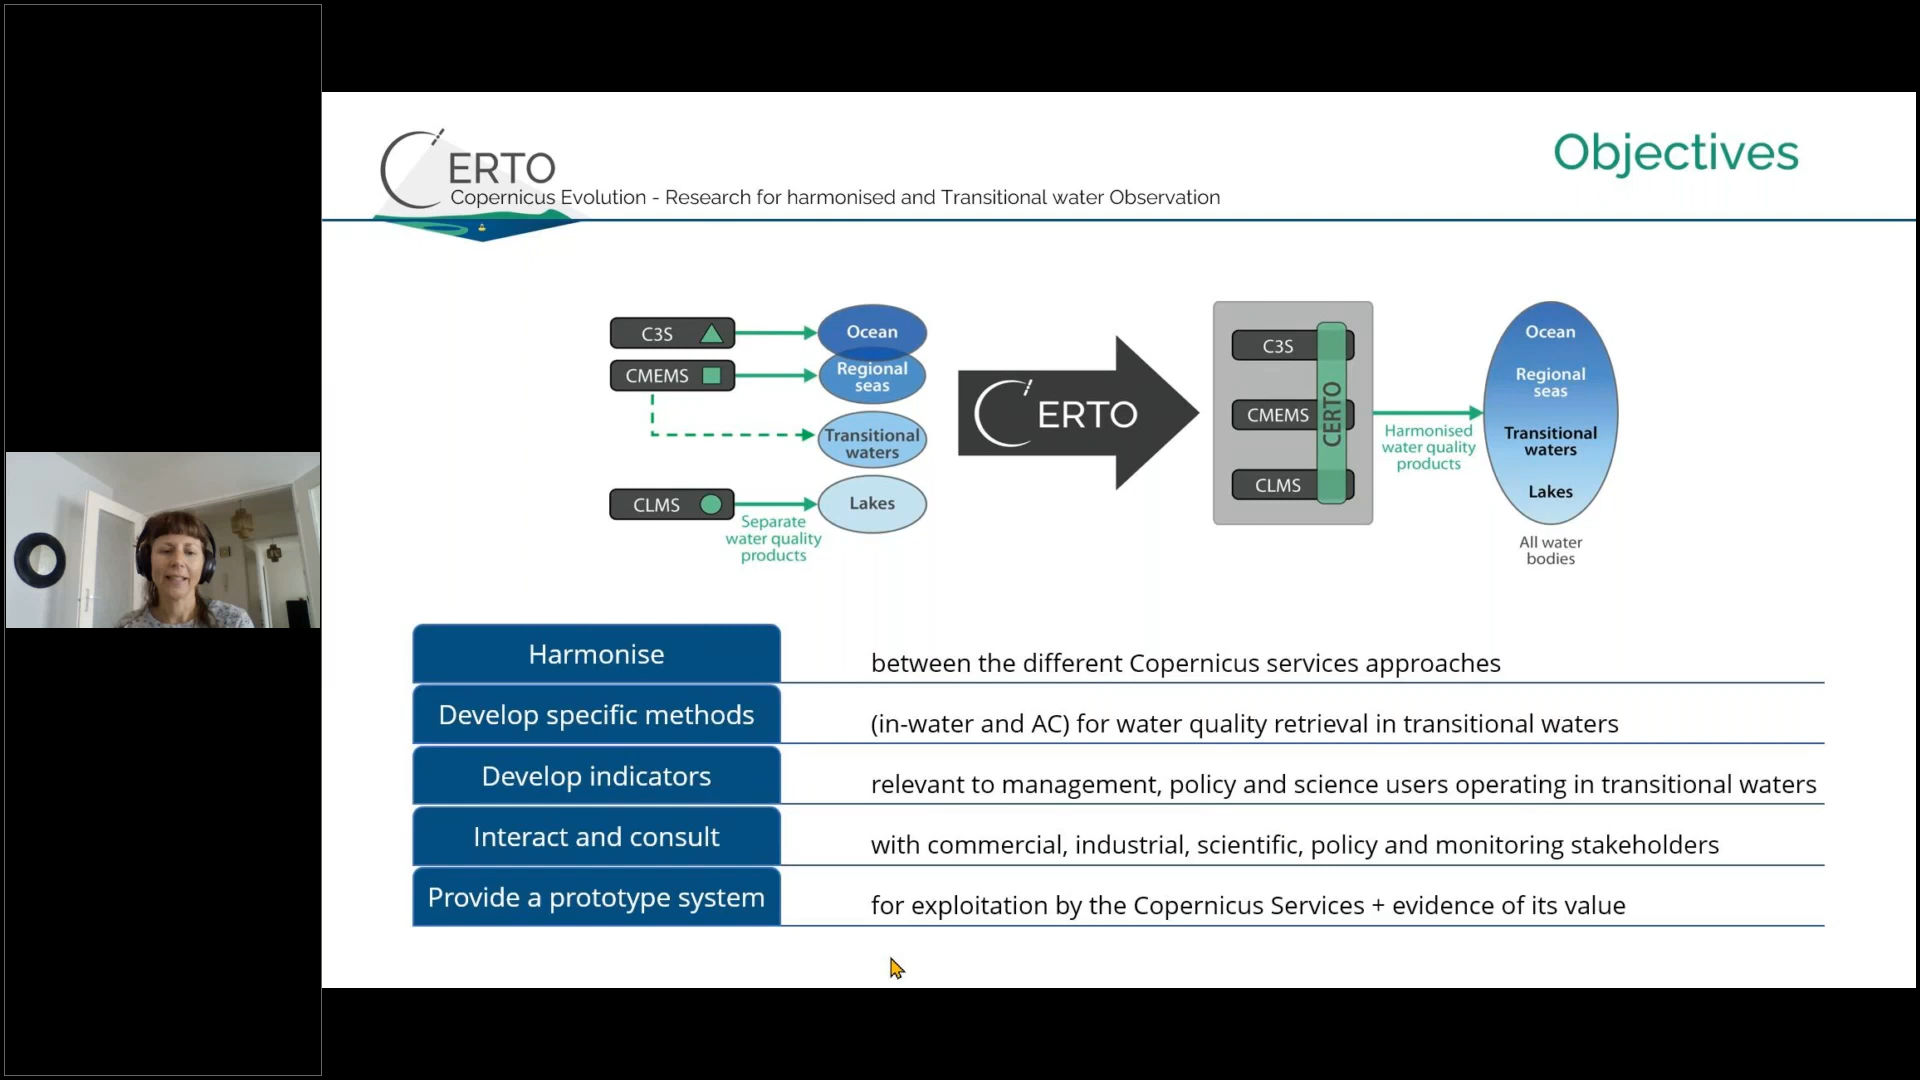 CERTO
Copernicus Evolution - Research for harmonised and Transitional water Observation
Objectives
C3S
CMEMS
CLMS
Separate
water quality
products
Ocean
Regional
seas
Transitional
waters
Lakes
CERTO
C3S
CMEMS
CLMS
CERTO
Harmonised
water quality
products
Ocean
Regional
seas
Transitional
waters
Lakes
All water
bodies
Harmonise
between the different Copernicus services approaches
Develop specific methods
(in-water and AC) for water quality retrieval in transitional waters
Develop indicators
relevant to management, policy and science users operating in transitional waters
Interact and consult
with commercial, industrial, scientific, policy and monitoring stakeholders
Provide a prototype system
for exploitation by the Copernicus Services + evidence of its value